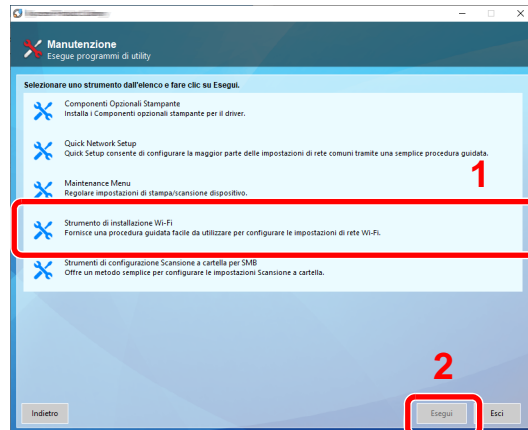 Manutenzione
Esegue programmi di utility
Selezionare uno strumento dall'elenco e fare clic su Esegui.
Componenti Opzionali Stampante
Installa i Componenti opzionali stampante per il driver.
Quick Network Setup
Quick Setup consente di configurare la maggior parte delle impostazioni di rete comuni tramite una semplice procedura guidata.
1
Maintenance Menu
Regolare impostazioni di stampa/scansione dispositivo.
Strumento di installazione Wi-Fi
Fornisce una procedura guidata facile da utilizzare per configurare le impostazioni di rete Wi-Fi.
Strumenti di configurazione Scansione a cartella per SMB
Offre un metodo semplice per configurare le impostazioni Scansione a cartella.
2
Indietro
Esegui
Esci